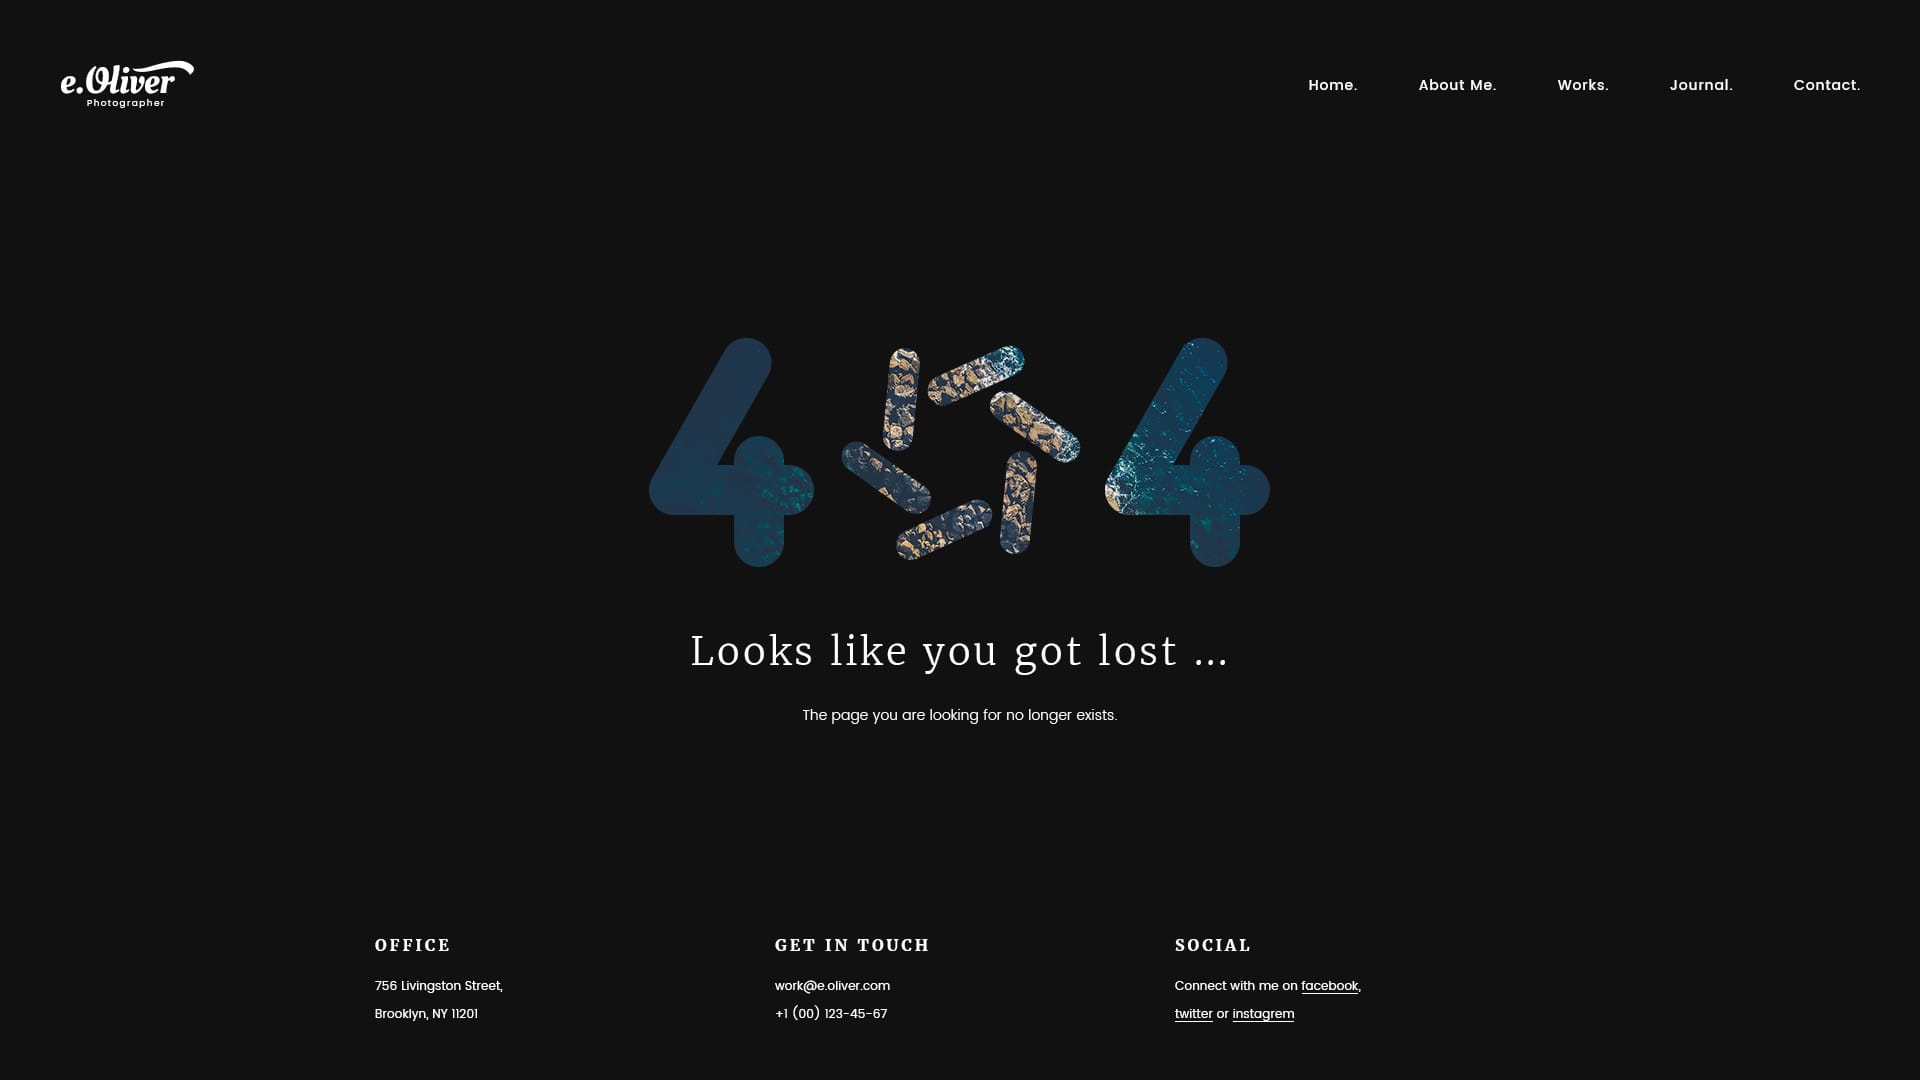 e.Oliver
Photographer
Home.
About Me.
Works.
Journal.
Contact.
404
Looks like you got lost ...
The page you are looking for no longer exists.
OFFICE
756 Livingston Street,
Brooklyn, NY 11201
GET IN TOUCH
work@e.oliver.com
+1 (00) 123-45-67
SOCIAL
Connect with me on facebook,
twitter or instagrem